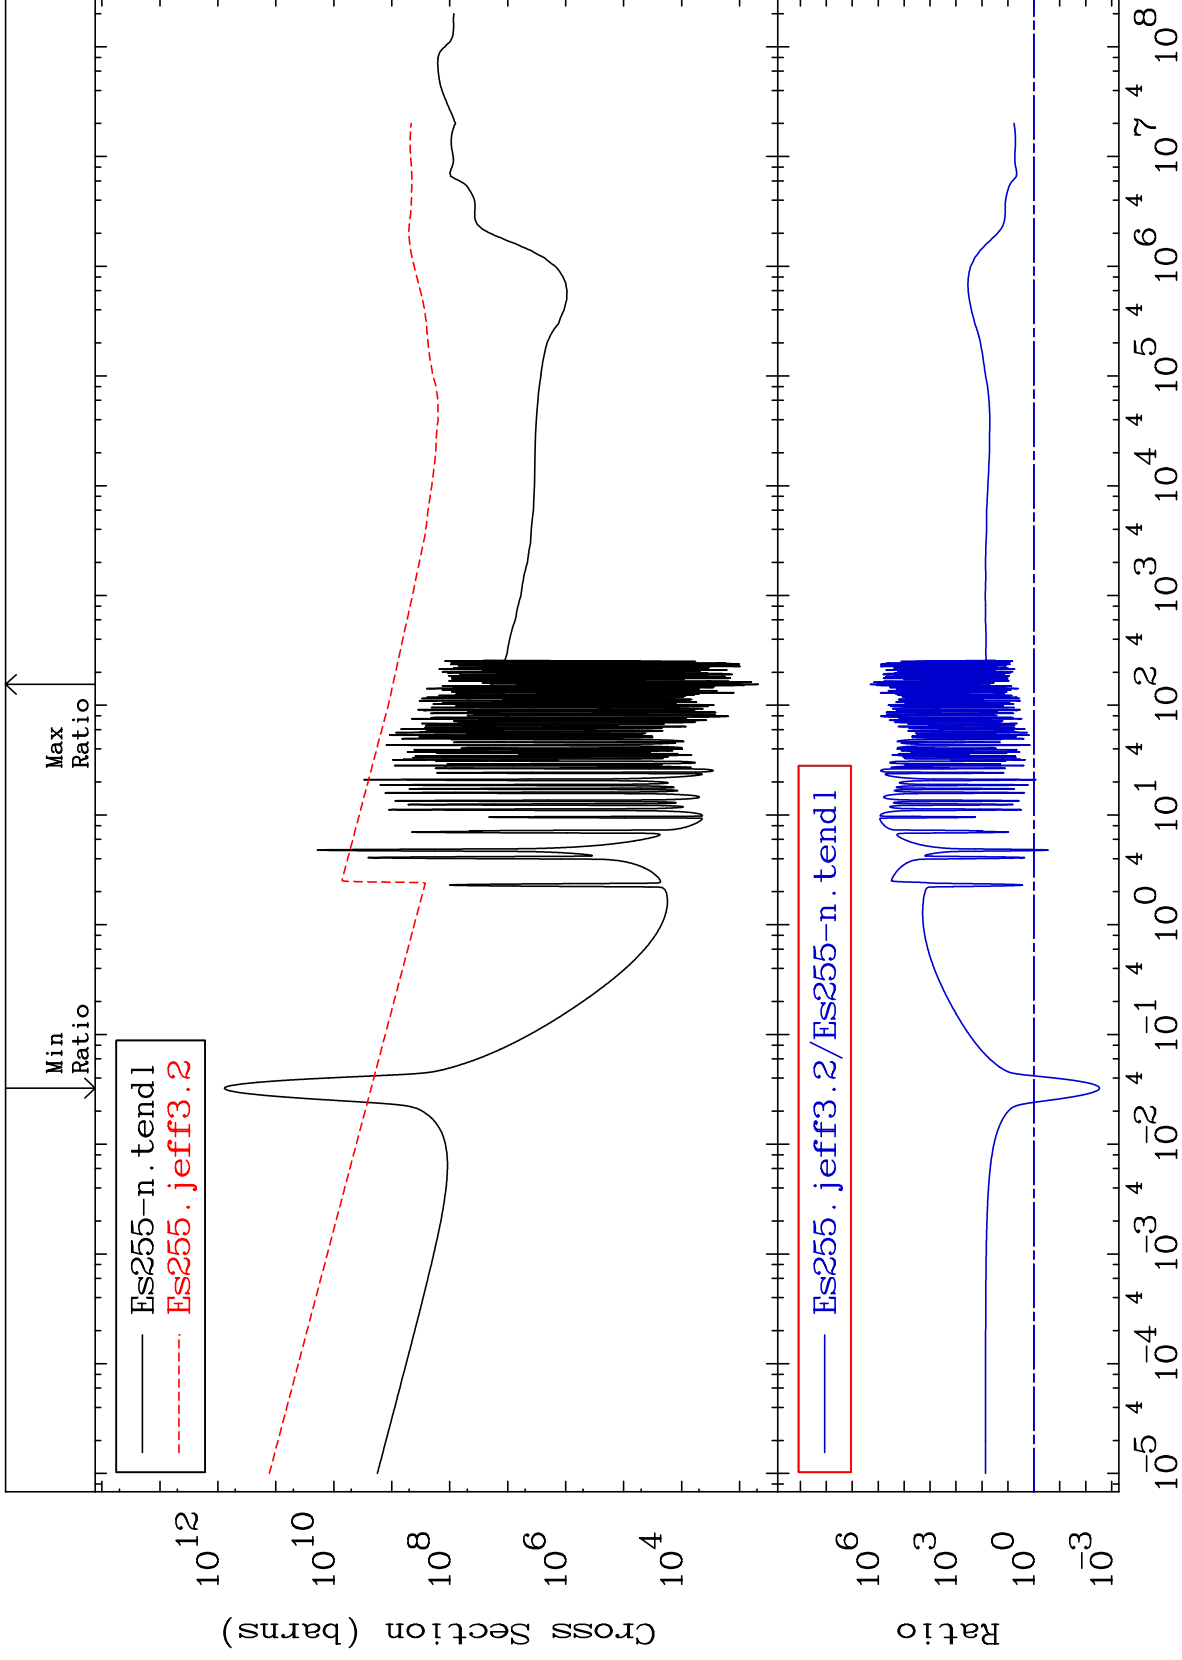 Min
Ratio
Max
Ratio
Es255-n.tendl
Es255.jeff3.2
Cross Section (barns)
10^12
10^10
10^8
10^6
10^4
Es255.jeff3.2/Es255-n.tendl
Ratio
10^6
10^3
10^0
10^-3
10^-5 4 10^-4 4 10^-3 4 10^-2 4 10^-1 4 10^0 4 10^1 4 10^2 4 10^3 4 10^4 4 10^5 4 10^6 4 10^7 4 10^8